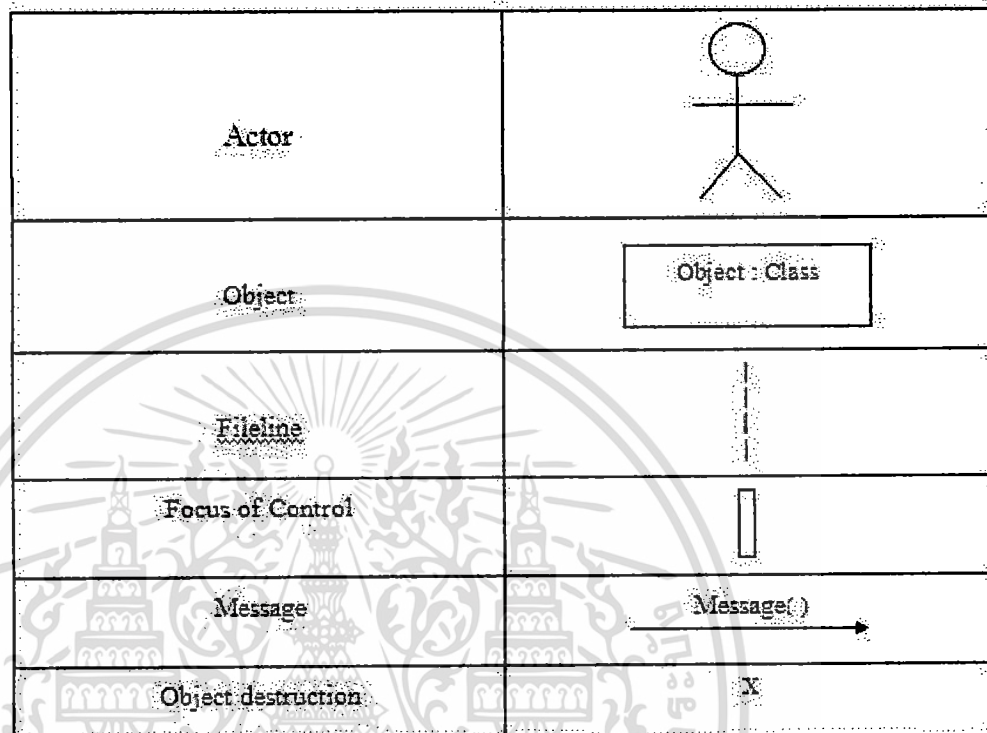 Actor
Object
Object : Class
Fileline
Focus of Control
Message
Message( )
Object destruction
X